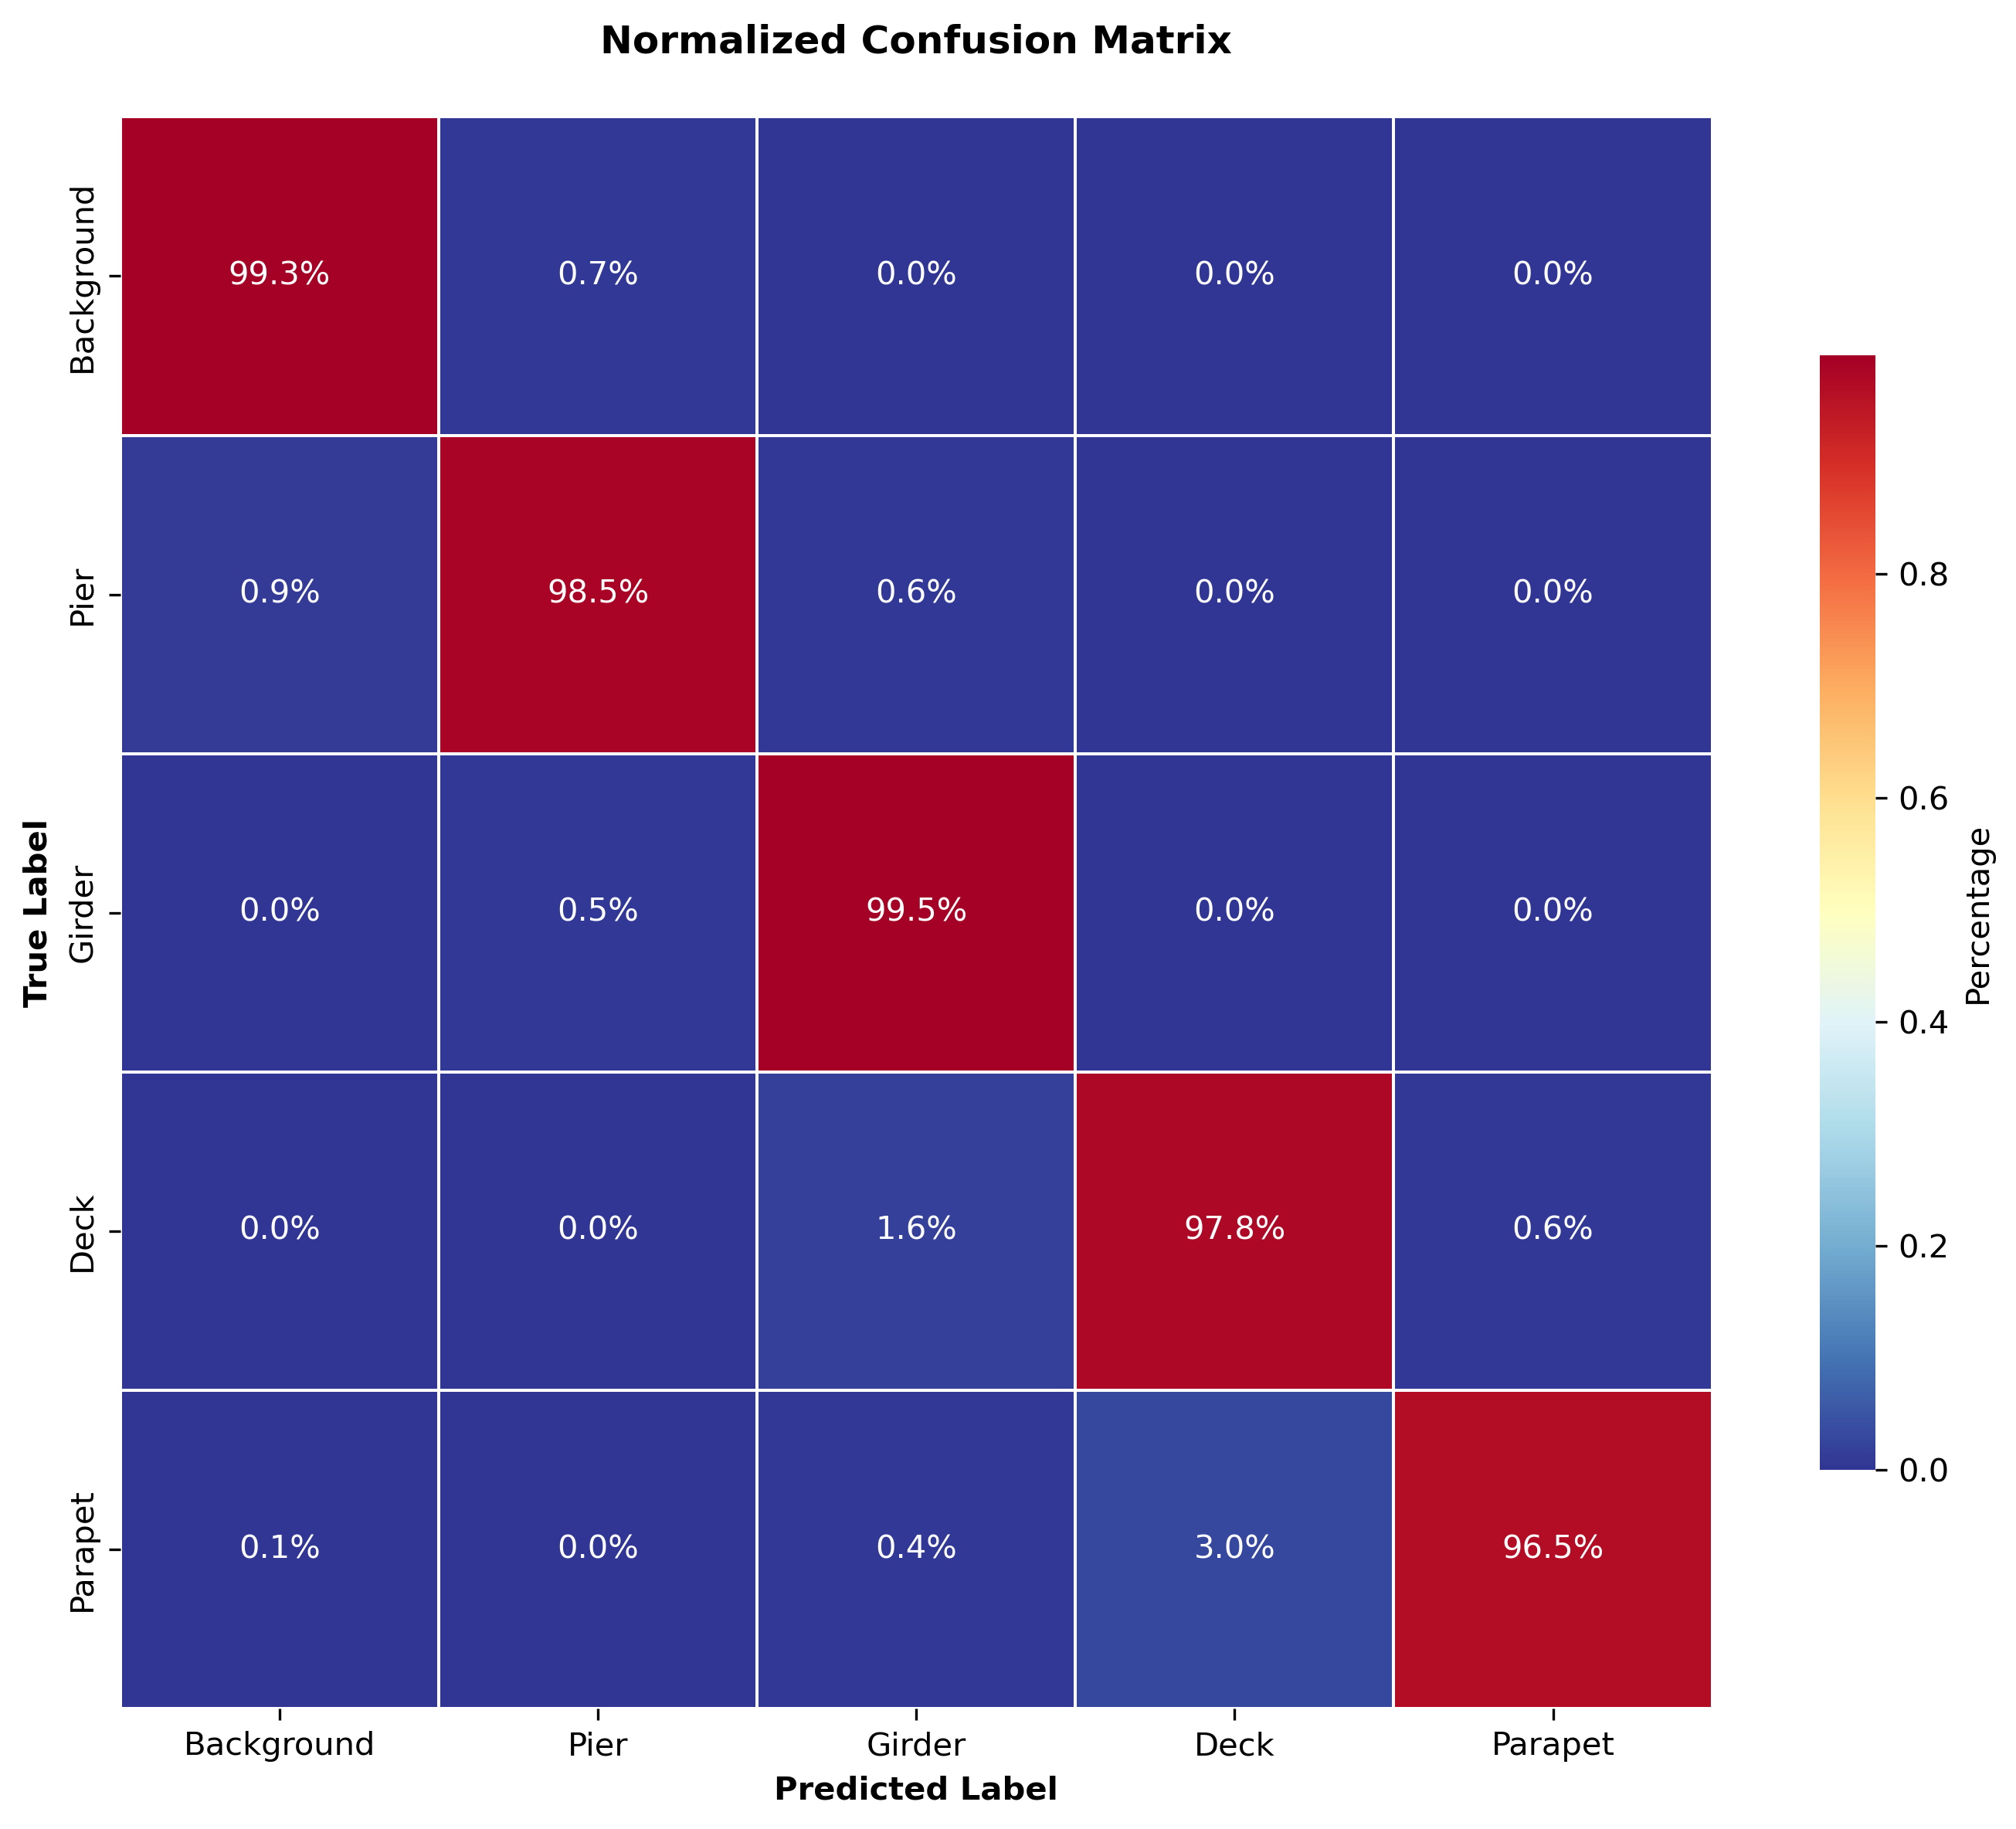 Normalized Confusion Matrix
True Label
Background
99.3% 0.7% 0.0% 0.0% 0.0%
Pier
0.9% 98.5% 0.6% 0.0% 0.0%
Girder
0.0% 0.5% 99.5% 0.0% 0.0%
Deck
0.0% 0.0% 1.6% 97.8% 0.6%
Parapet
0.1% 0.0% 0.4% 3.0% 96.5%
Background Pier Girder Deck Parapet
Predicted Label
0.8
0.6
0.4
0.2
0.0
Percentage